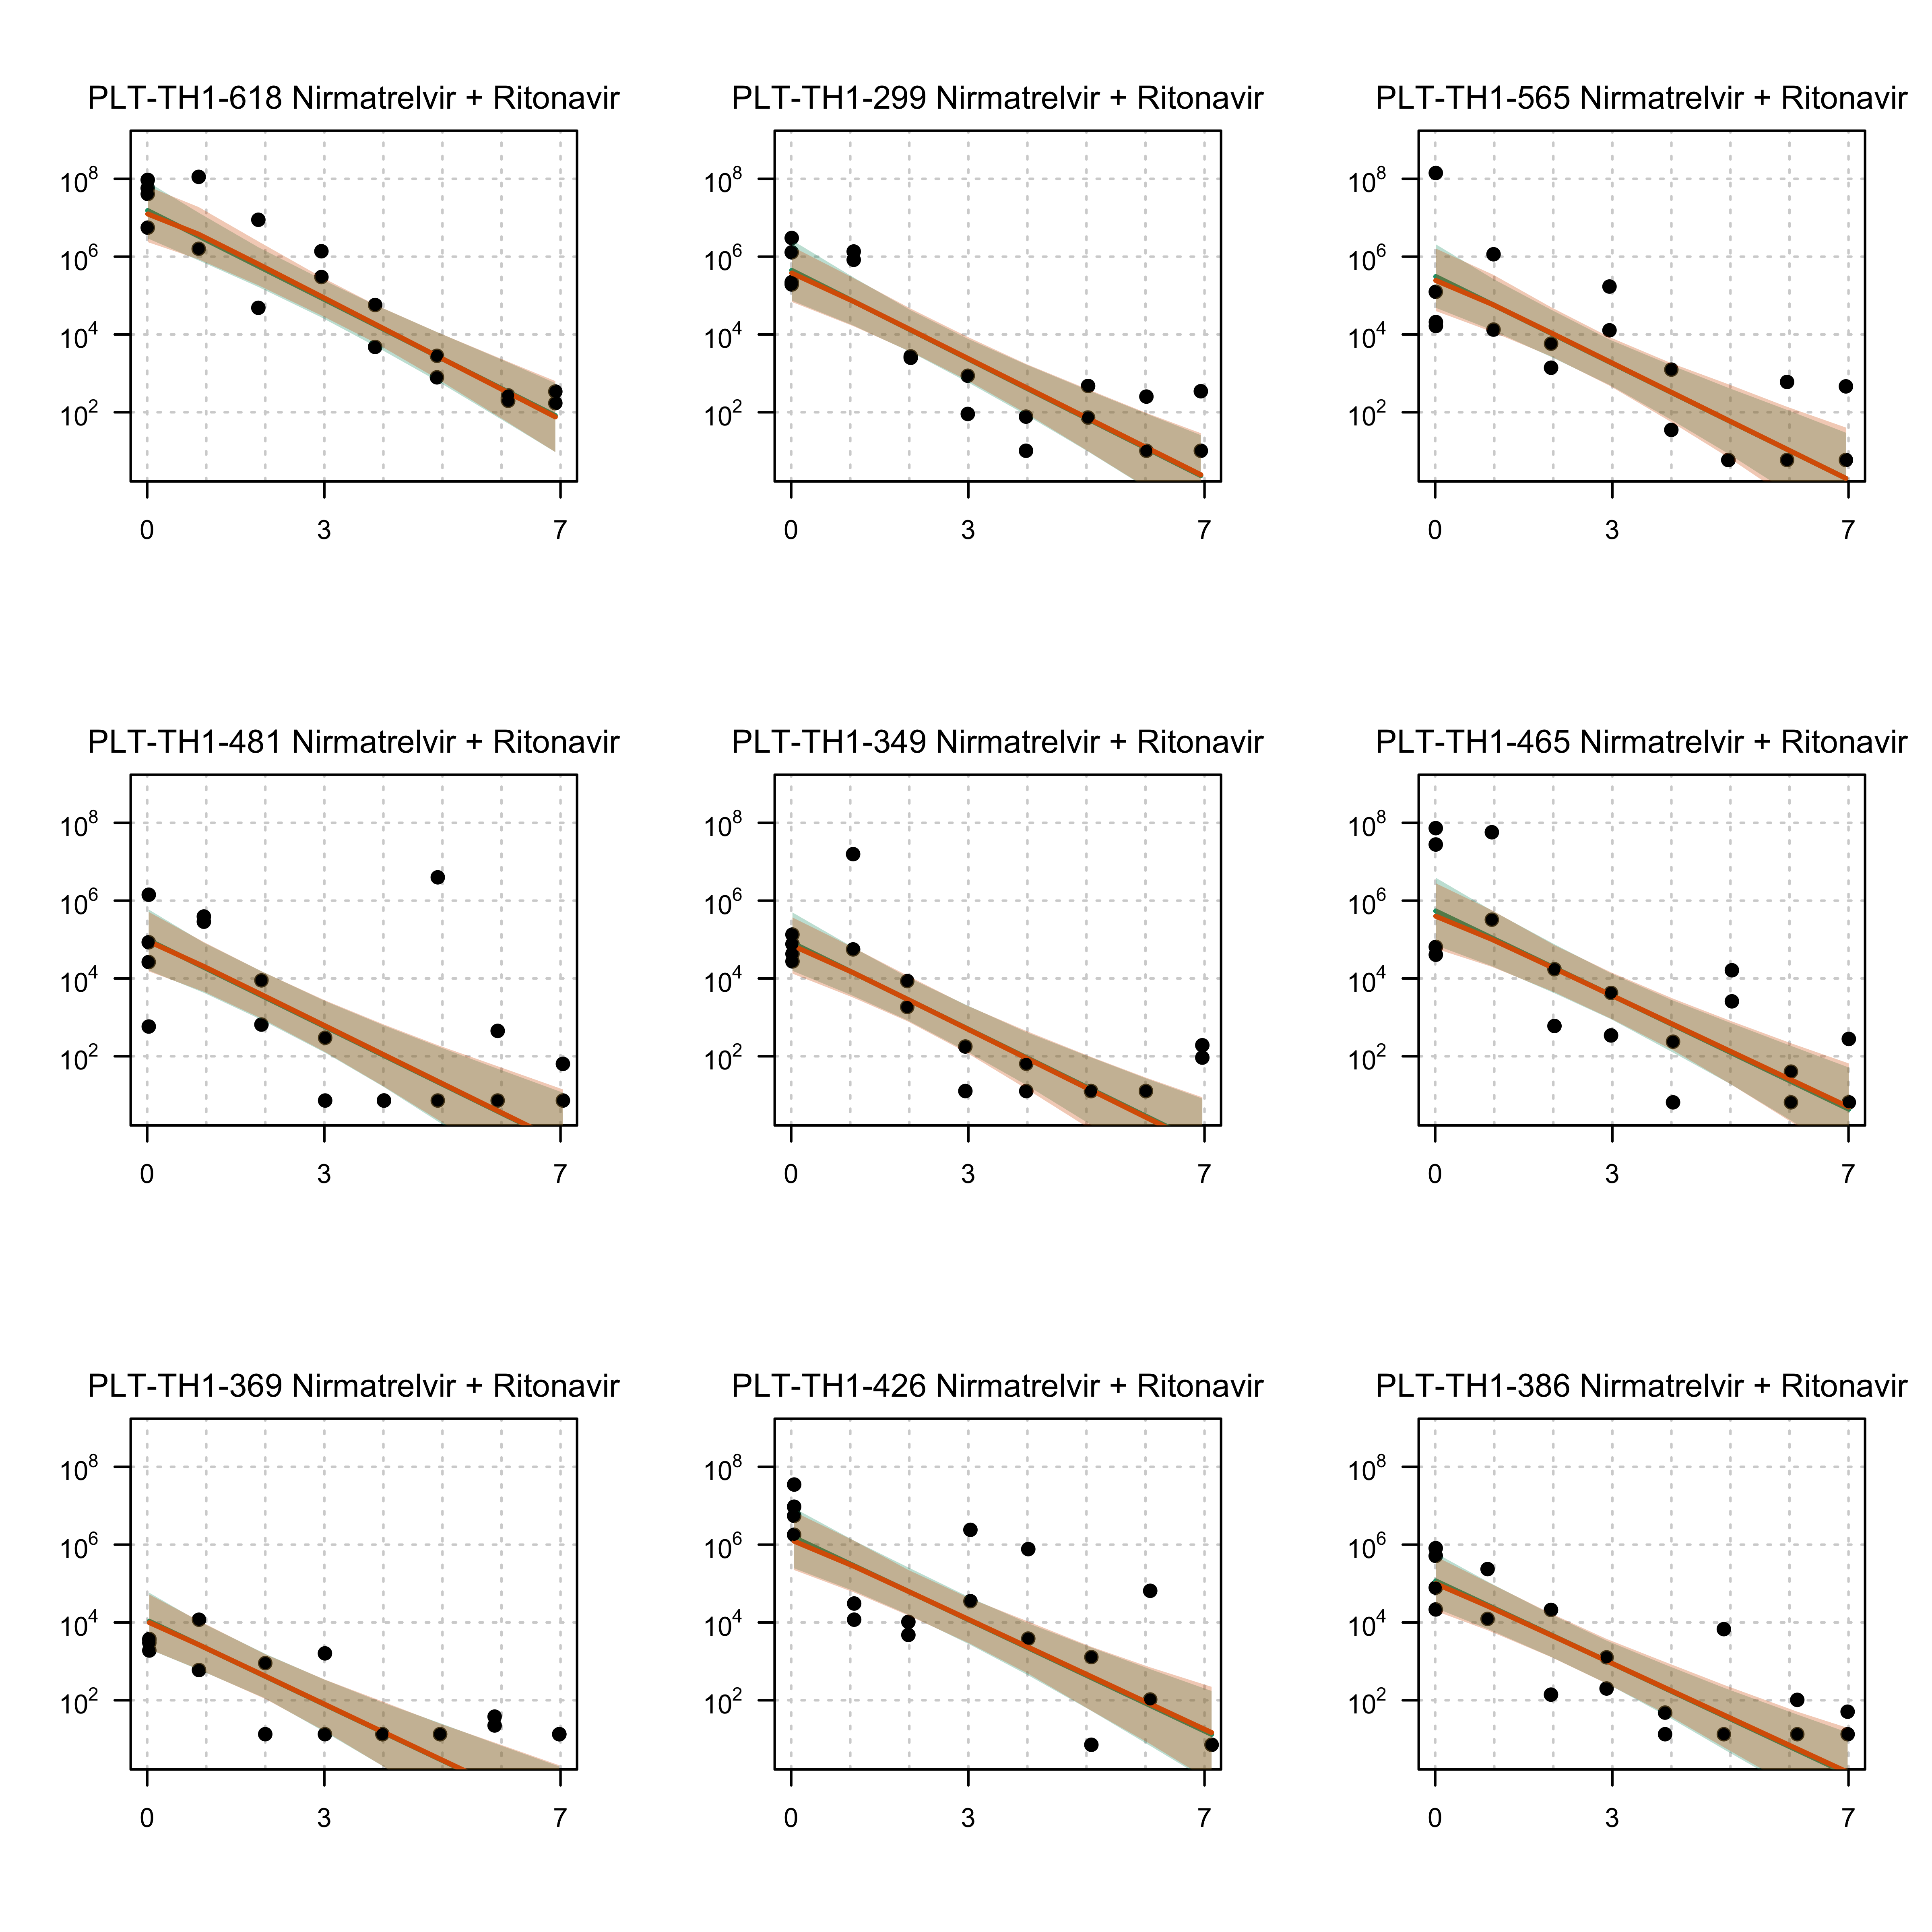 PLT-TH1-618 Nirmatrelvir + Ritonavir
10⁸
10⁶
10⁴
10²
0 3 7
PLT-TH1-299 Nirmatrelvir + Ritonavir
10⁸
10⁶
10⁴
10²
0 3 7
PLT-TH1-565 Nirmatrelvir + Ritonavir
10⁸
10⁶
10⁴
10²
0 3 7
PLT-TH1-481 Nirmatrelvir + Ritonavir
10⁸
10⁶
10⁴
10²
0 3 7
PLT-TH1-349 Nirmatrelvir + Ritonavir
10⁸
10⁶
10⁴
10²
0 3 7
PLT-TH1-465 Nirmatrelvir + Ritonavir
10⁸
10⁶
10⁴
10²
0 3 7
PLT-TH1-369 Nirmatrelvir + Ritonavir
10⁸
10⁶
10⁴
10²
0 3 7
PLT-TH1-426 Nirmatrelvir + Ritonavir
10⁸
10⁶
10⁴
10²
0 3 7
PLT-TH1-386 Nirmatrelvir + Ritonavir
10⁸
10⁶
10⁴
10²
0 3 7